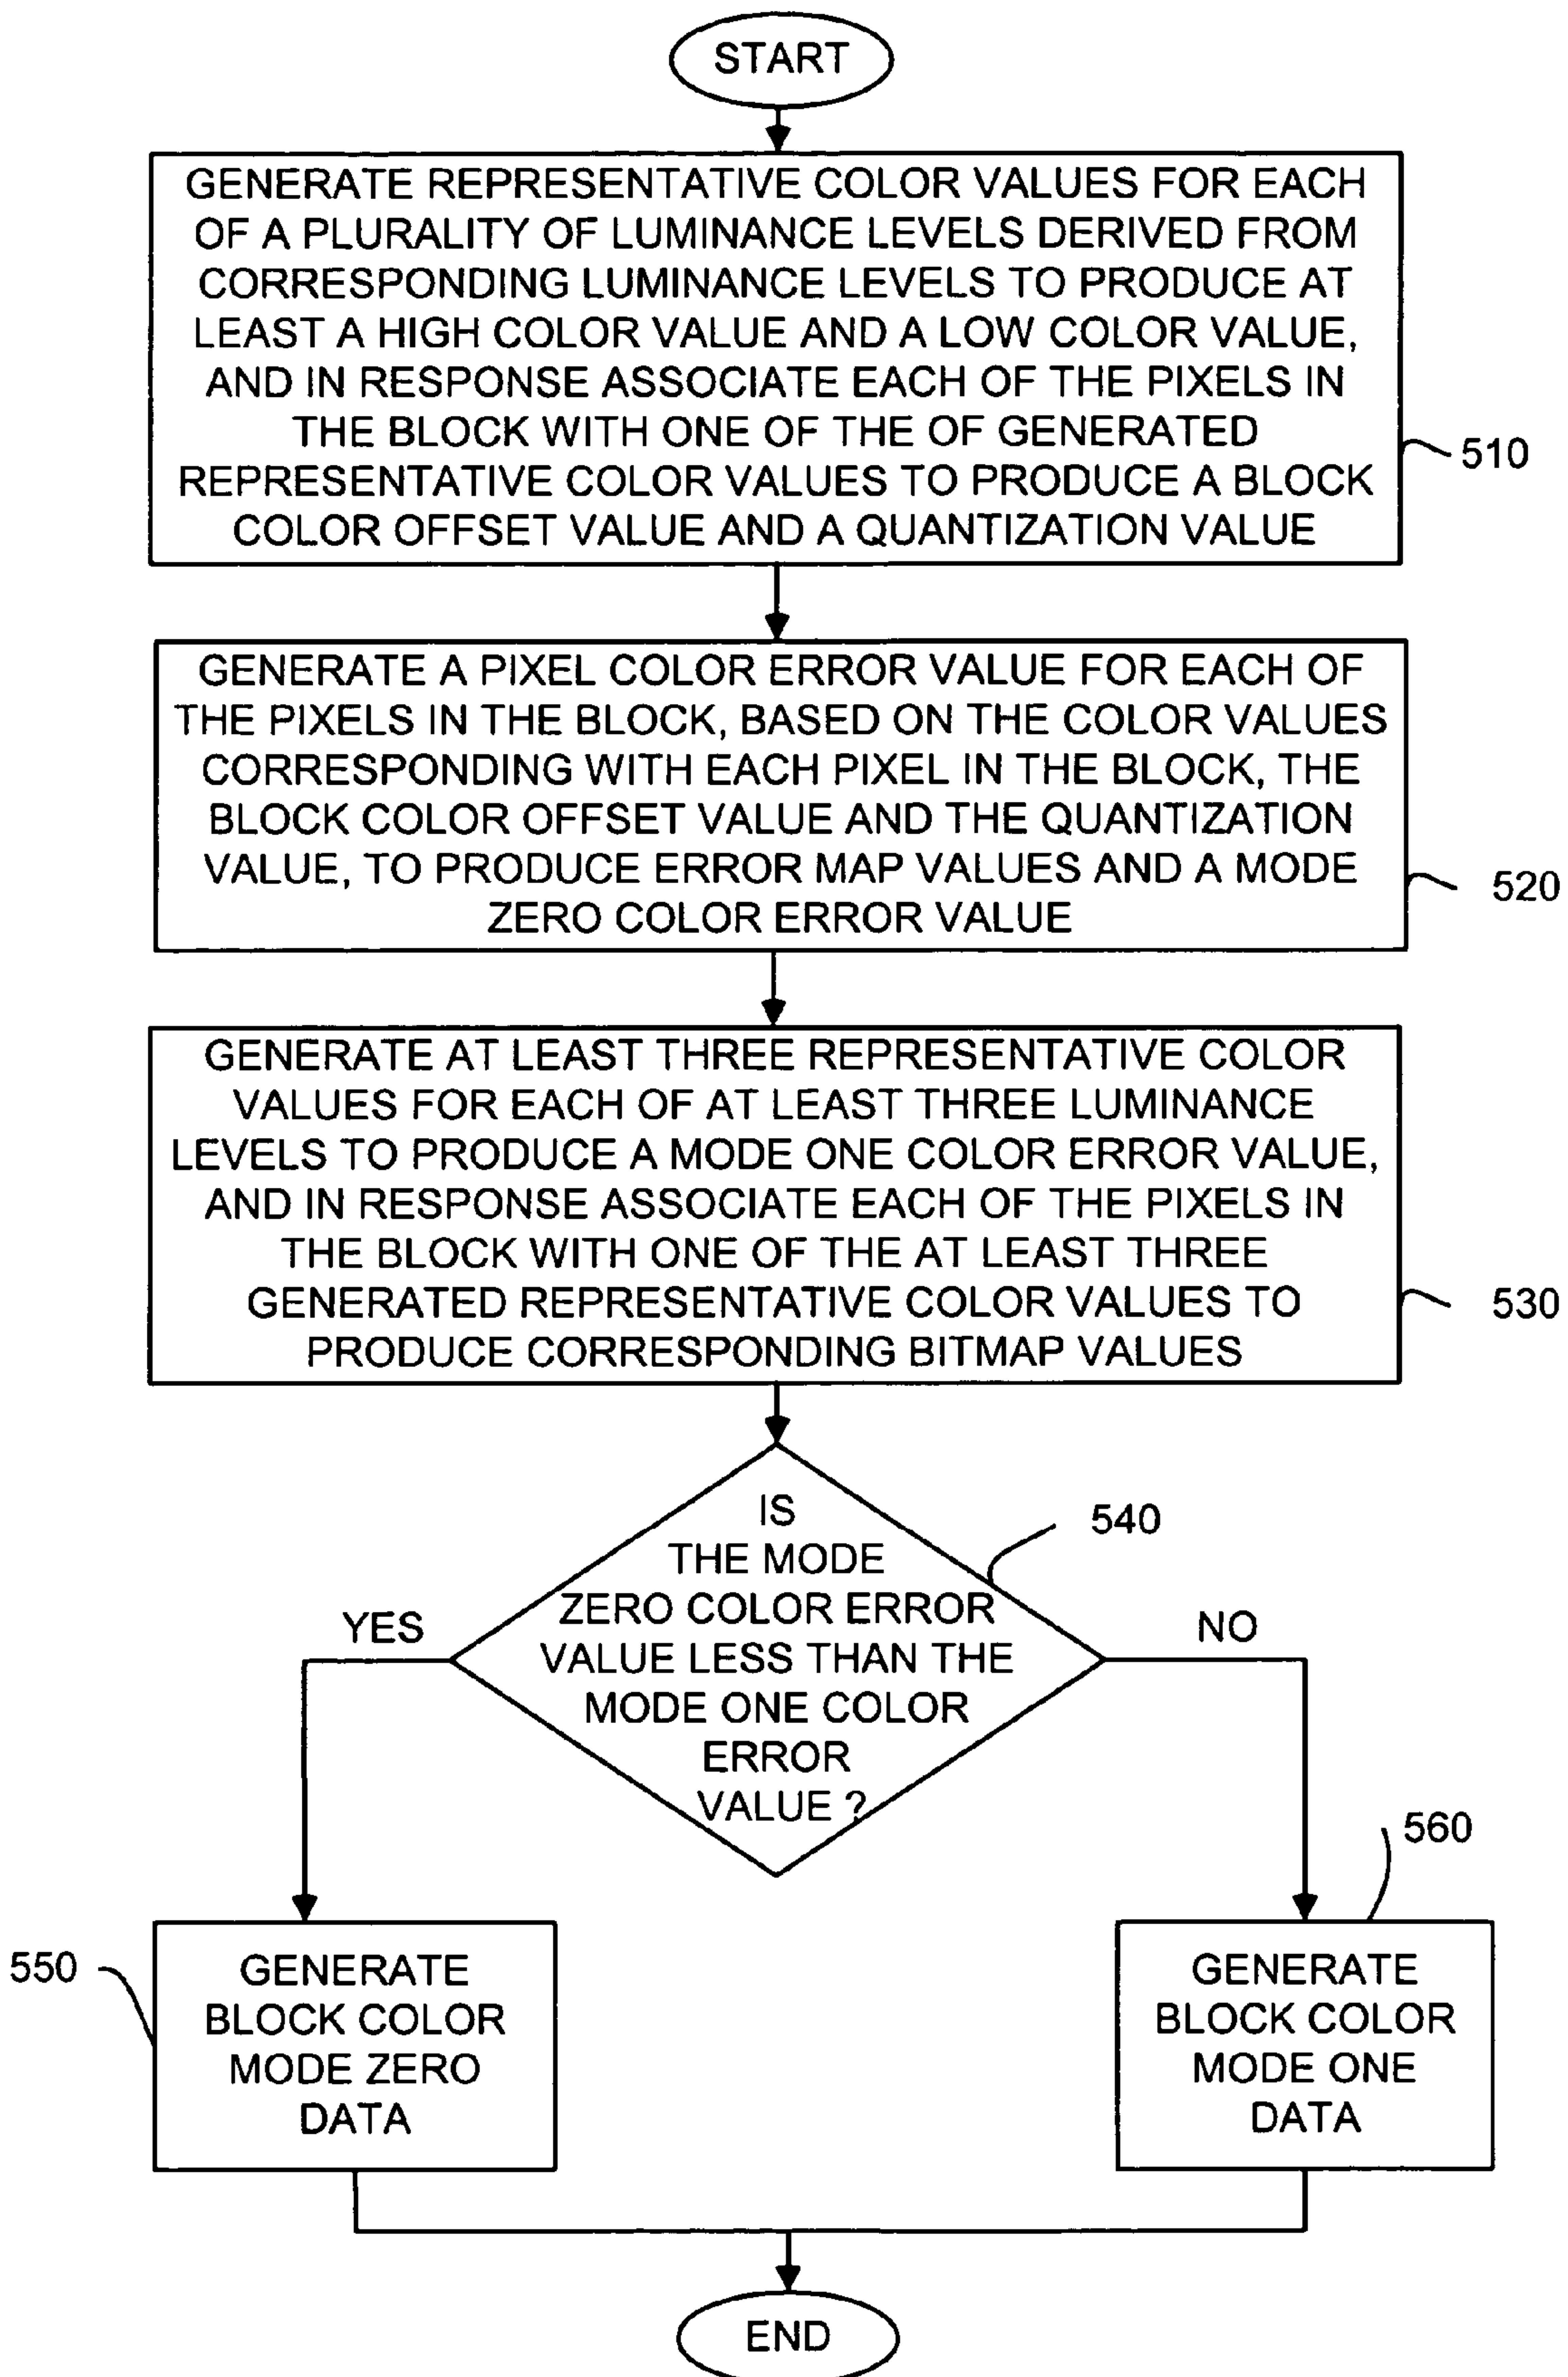 START
GENERATE REPRESENTATIVE COLOR VALUES FOR EACH
OF A PLURALITY OF LUMINANCE LEVELS DERIVED FROM
CORRESPONDING LUMINANCE LEVELS TO PRODUCE AT
LEAST A HIGH COLOR VALUE AND A LOW COLOR VALUE,
AND IN RESPONSE ASSOCIATE EACH OF THE PIXELS IN
THE BLOCK WITH ONE OF THE OF GENERATED
REPRESENTATIVE COLOR VALUES TO PRODUCE A BLOCK
COLOR OFFSET VALUE AND A QUANTIZATION VALUE
510
GENERATE A PIXEL COLOR ERROR VALUE FOR EACH OF
THE PIXELS IN THE BLOCK, BASED ON THE COLOR VALUES
CORRESPONDING WITH EACH PIXEL IN THE BLOCK, THE
BLOCK COLOR OFFSET VALUE AND THE QUANTIZATION
VALUE, TO PRODUCE ERROR MAP VALUES AND A MODE
ZERO COLOR ERROR VALUE
520
GENERATE AT LEAST THREE REPRESENTATIVE COLOR
VALUES FOR EACH OF AT LEAST THREE LUMINANCE
LEVELS TO PRODUCE A MODE ONE COLOR ERROR VALUE,
AND IN RESPONSE ASSOCIATE EACH OF THE PIXELS IN
THE BLOCK WITH ONE OF THE AT LEAST THREE
GENERATED REPRESENTATIVE COLOR VALUES TO
PRODUCE CORRESPONDING BITMAP VALUES
530
IS
THE MODE
ZERO COLOR ERROR
VALUE LESS THAN THE
MODE ONE COLOR
ERROR
VALUE ?
540
YES
NO
550
GENERATE
BLOCK COLOR
MODE ZERO
DATA
560
GENERATE
BLOCK COLOR
MODE ONE
DATA
END